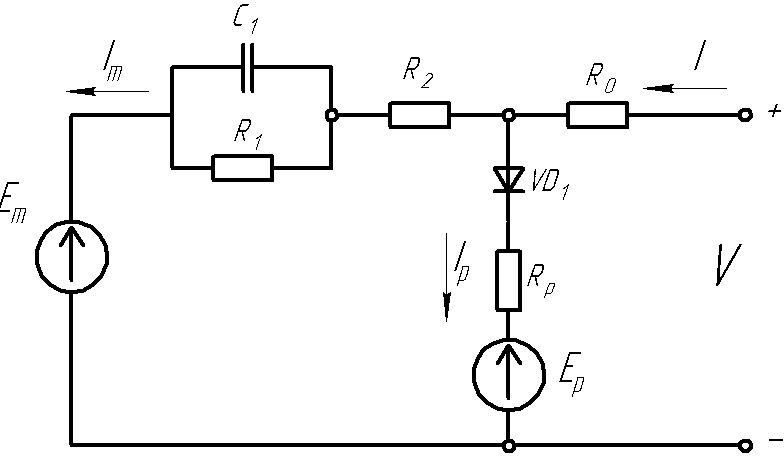 C1
Im
R1
R2
R0
I
+
Em
VD1
Ip
Rp
V
Ep
-